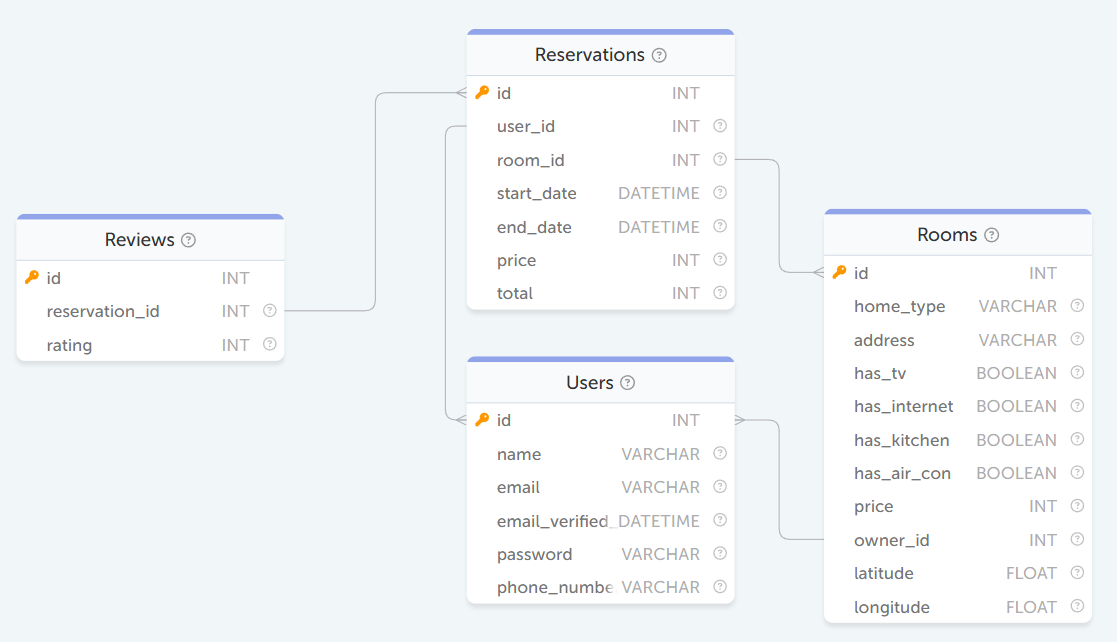 Reservations
id INT
user_id INT
room_id INT
start_date DATETIME
end_date DATETIME
price INT
total INT
Reviews
id INT
reservation_id INT
rating INT
Users
id INT
name VARCHAR
email VARCHAR
email_verified_ DATETIME
password VARCHAR
phone_numbe VARCHAR
Rooms
id INT
home_type VARCHAR
address VARCHAR
has_tv BOOLEAN
has_internet BOOLEAN
has_kitchen BOOLEAN
has_air_con BOOLEAN
price INT
owner_id INT
latitude FLOAT
longitude FLOAT